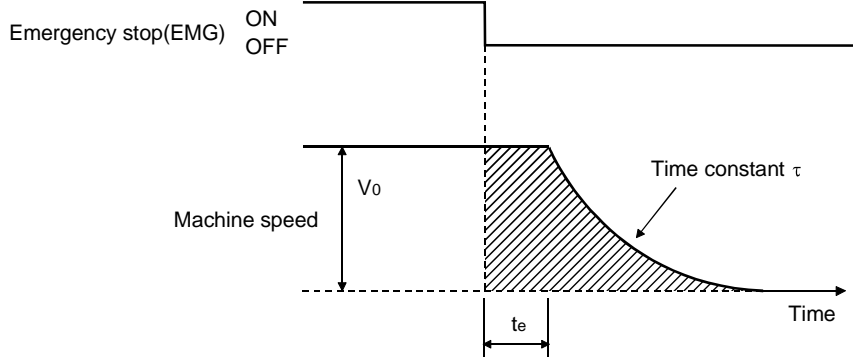 ON
Emergency stop(EMG)
OFF
V0
Time constant τ
Machine speed
Time
te